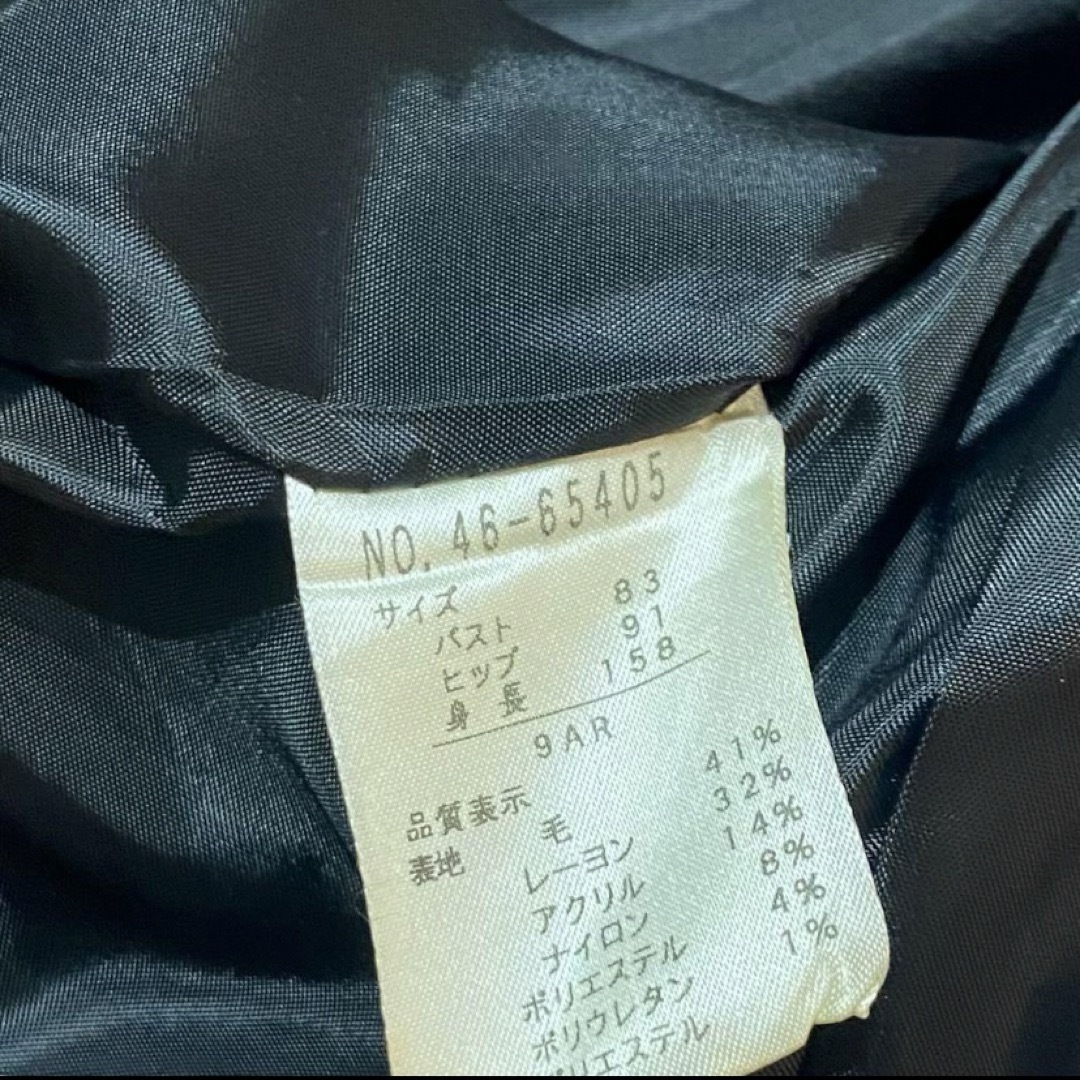 NO. 46-65405
サイズ
バスト 83
ヒップ 91
身長 158
9AR
品質表示
表地 毛 41%
レーヨン 32%
アクリル 14%
ナイロン 8%
ポリエステル 4%
ポリウレタン 1%
ポリエステル